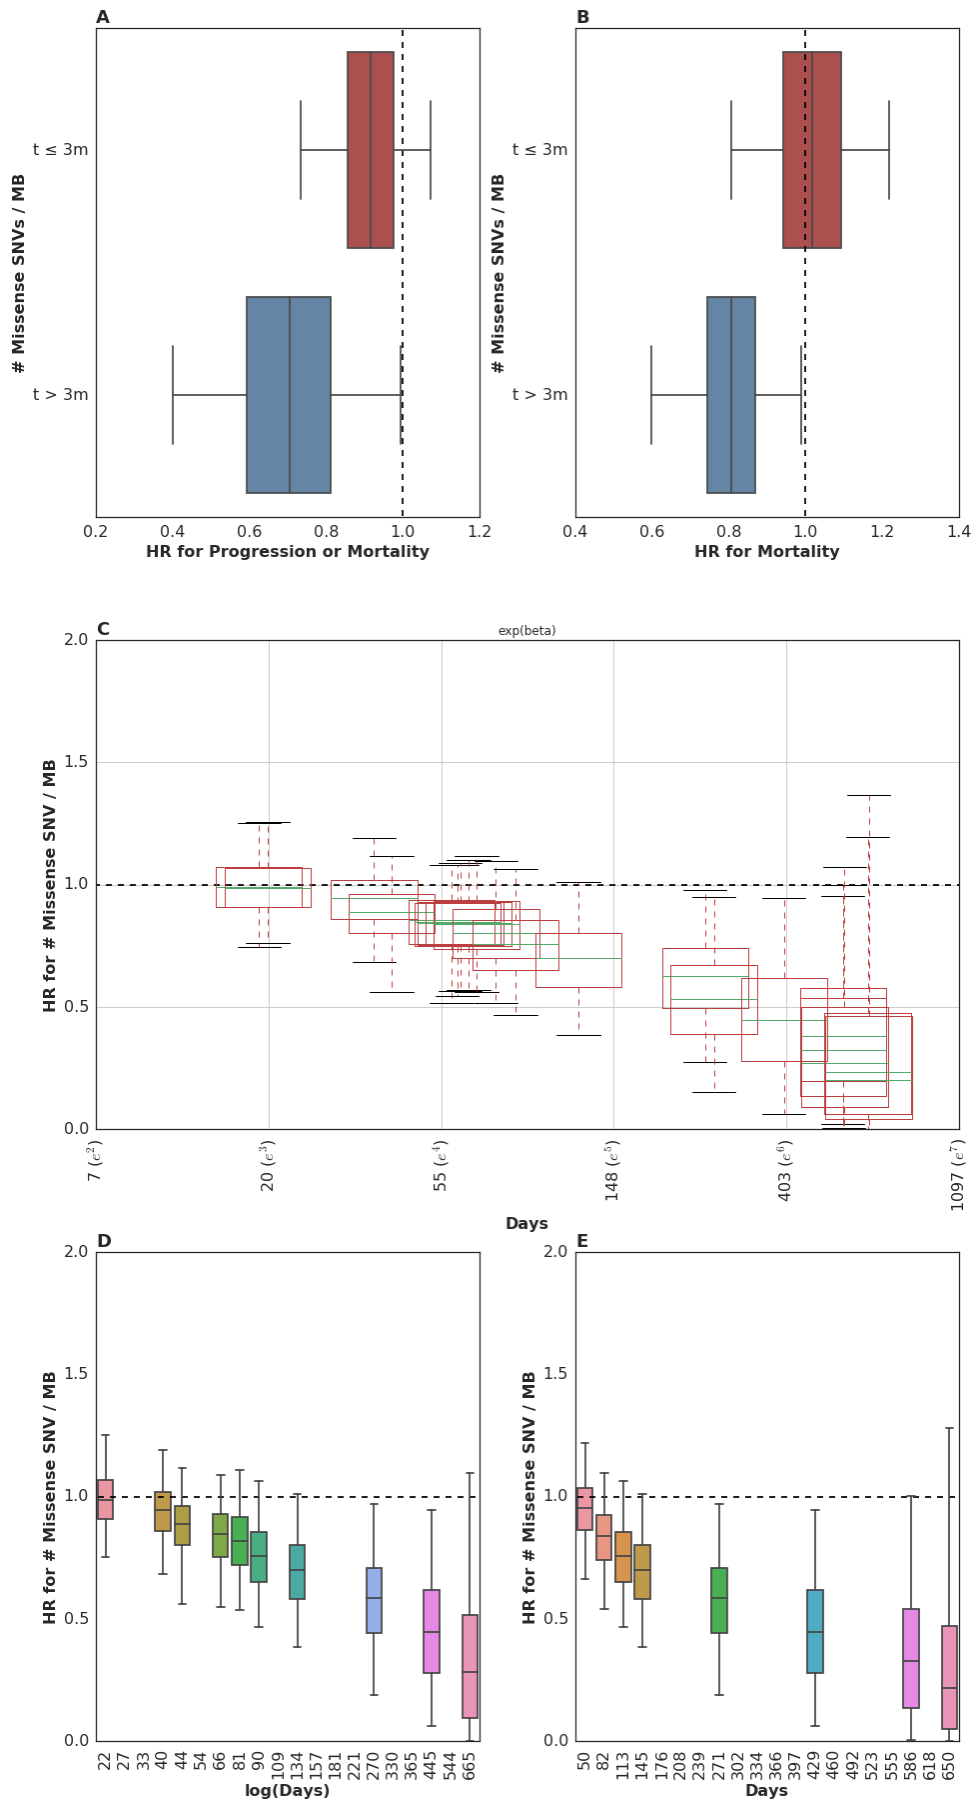 A
B
t ≤ 3m
t > 3m
# Missense SNVs / MB
0.2 0.4 0.6 0.8 1.0 1.2
HR for Progression or Mortality
t ≤ 3m
t > 3m
# Missense SNVs / MB
0.4 0.6 0.8 1.0 1.2 1.4
HR for Mortality
C
exp(beta)
2.0
1.5
1.0
0.5
0.0
HR for # Missense SNV / MB
7 (e²) 20 (e³) 55 (e⁴) 148 (e⁵) 403 (e⁶) 1097 (e⁷)
Days
D
2.0
1.5
1.0
0.5
0.0
HR for # Missense SNV / MB
22 27 33 40 44 54 66 81 90 109 134 157 181 221 270 330 365 445 544 665
log(Days)
E
2.0
1.5
1.0
0.5
0.0
HR for # Missense SNV / MB
50 82 113 145 176 208 239 271 302 334 366 397 429 460 492 523 555 586 618 650
Days